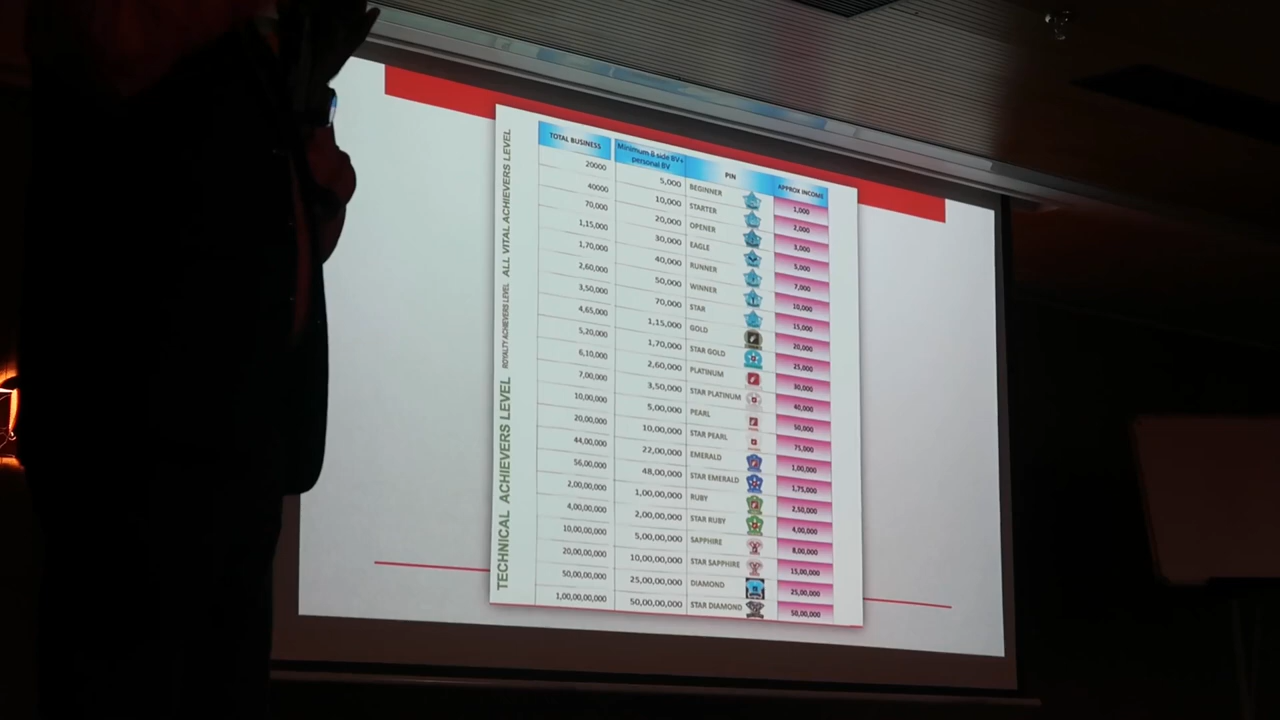 TECHNICAL ACHIEVERS LEVEL ROYALTY ACHIEVERS LEVEL ALL VITAL ACHIEVERS LEVEL
TOTAL BUSINESS Minimum B side BV+ personal BV PIN APPROX INCOME
20000 5,000 BEGINNER 1,000
40000 10,000 STARTER 2,000
70,000 20,000 OPENER 3,000
1,15,000 30,000 EAGLE 5,000
1,70,000 40,000 RUNNER 7,000
2,60,000 50,000 WINNER 10,000
3,50,000 70,000 STAR 15,000
4,65,000 1,15,000 GOLD 20,000
5,20,000 1,70,000 STAR GOLD 25,000
6,10,000 2,60,000 PLATINUM 30,000
7,00,000 3,50,000 STAR PLATINUM 40,000
10,00,000 5,00,000 PEARL 50,000
20,00,000 10,00,000 STAR PEARL 75,000
44,00,000 22,00,000 EMERALD 1,00,000
56,00,000 48,00,000 STAR EMERALD 1,75,000
2,00,00,000 1,00,00,000 RUBY 2,50,000
4,00,00,000 2,00,00,000 STAR RUBY 4,00,000
10,00,00,000 5,00,00,000 SAPPHIRE 8,00,000
20,00,00,000 10,00,00,000 STAR SAPPHIRE 15,00,000
50,00,00,000 25,00,00,000 DIAMOND 25,00,000
1,00,00,00,000 50,00,00,000 STAR DIAMOND 50,00,000